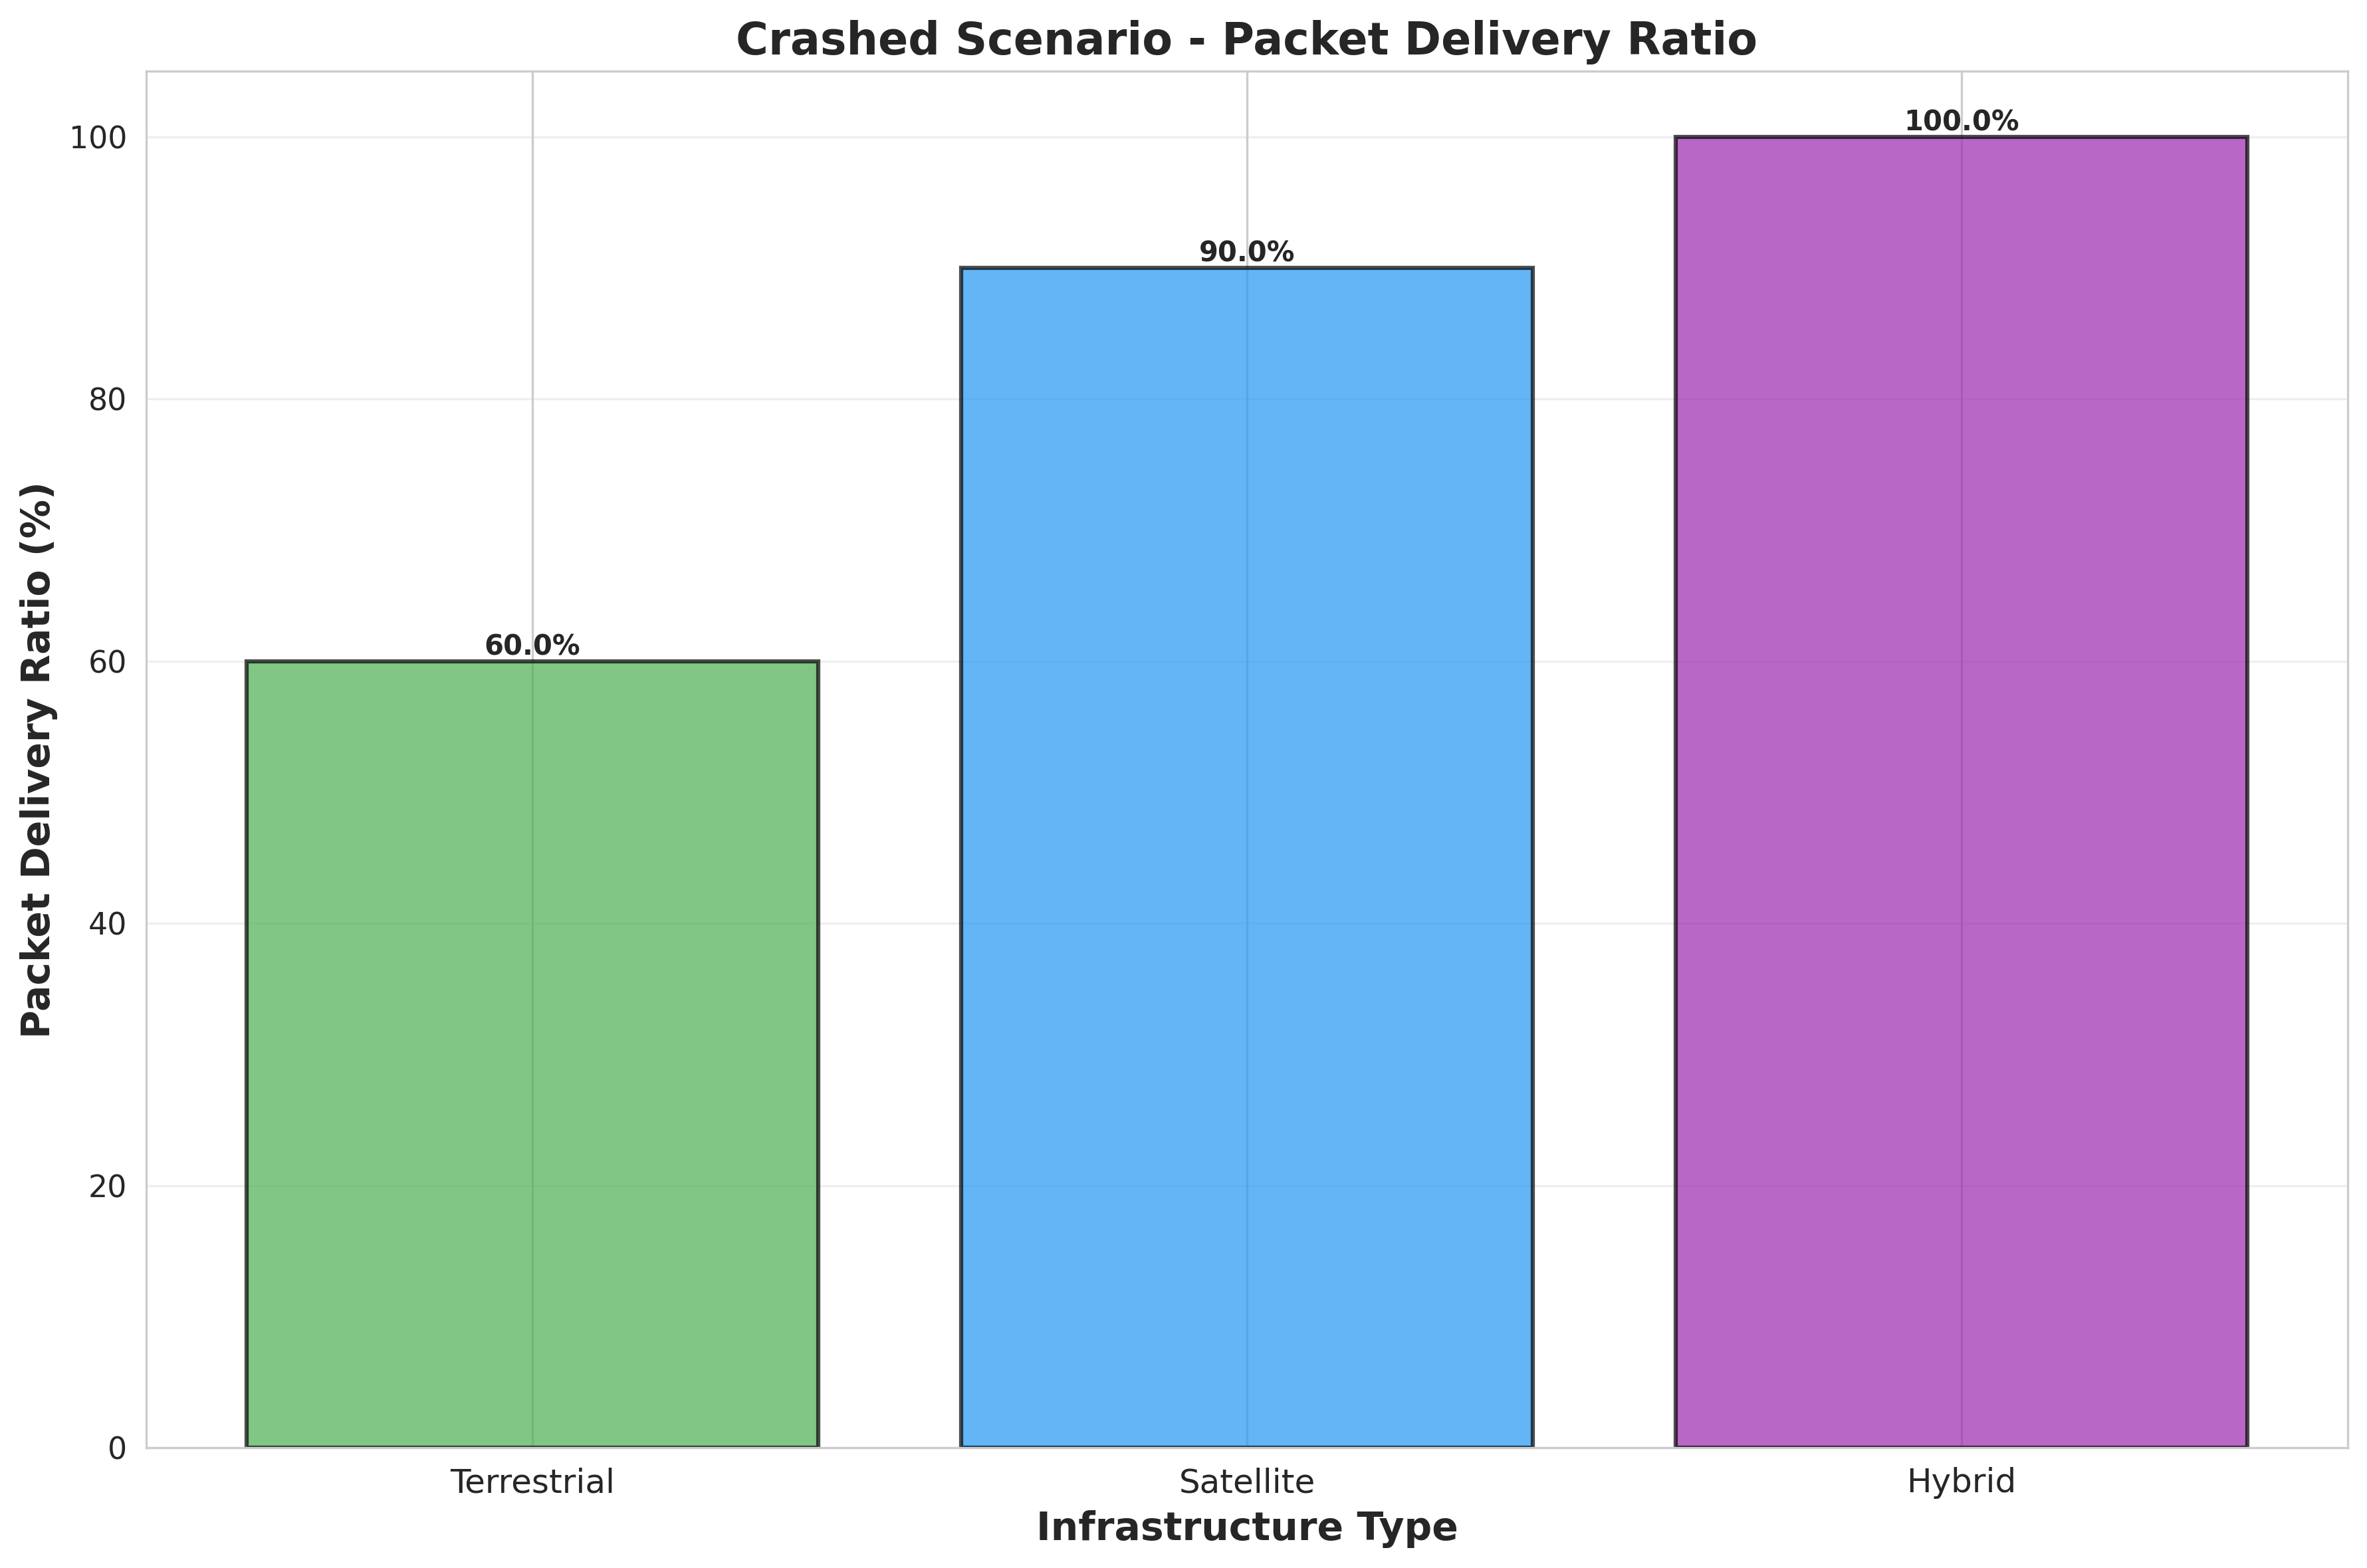 Crashed Scenario - Packet Delivery Ratio
Packet Delivery Ratio (%)
100
80
60
40
20
0
60.0%
90.0%
100.0%
Terrestrial
Satellite
Hybrid
Infrastructure Type